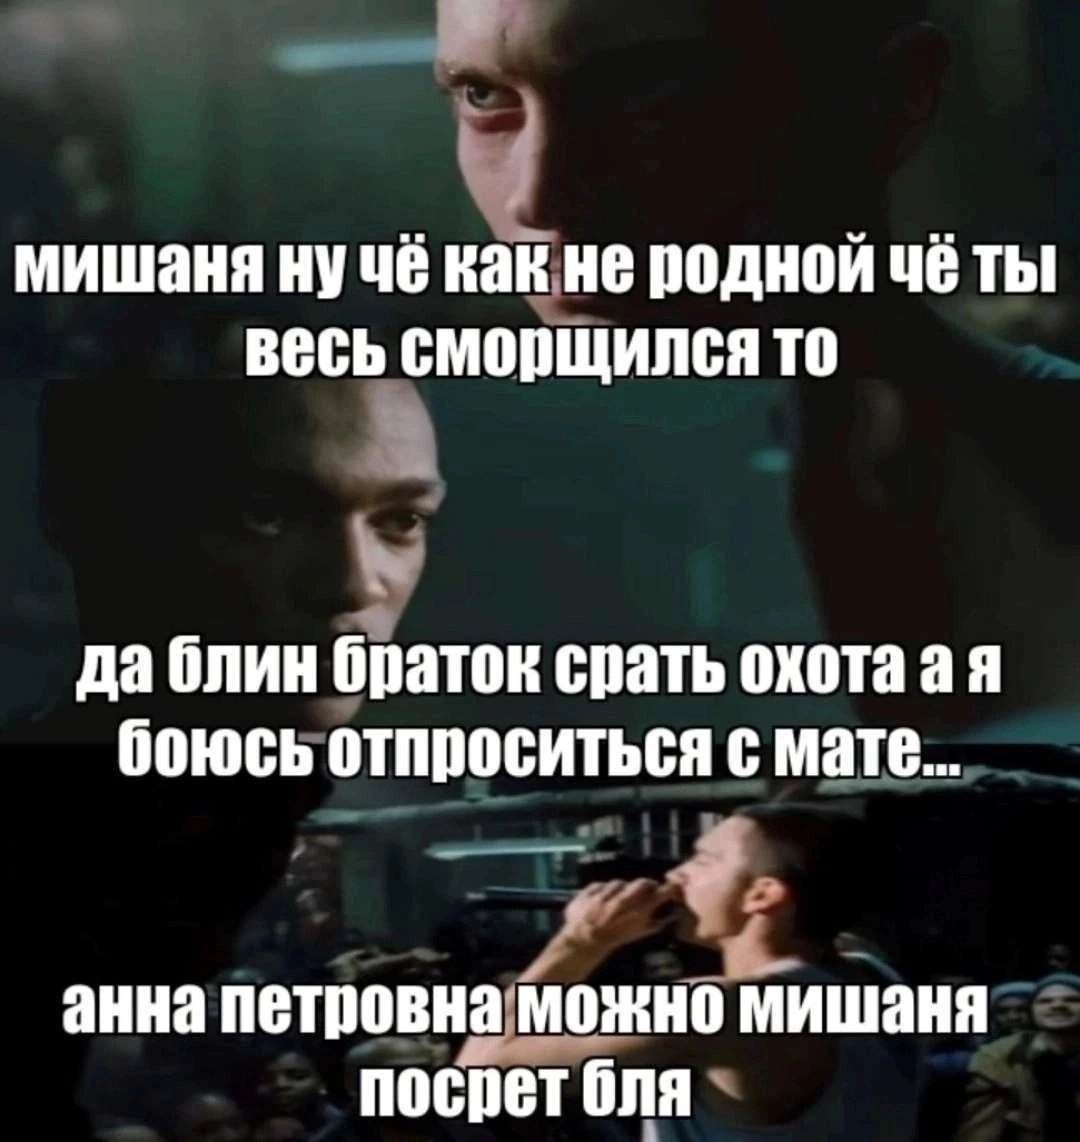 мишаня ну чё как не родной чё ты
весь сморщился то
да блин браток срать охота а я
боюсь отпроситься с мате...
анна петровна можно мишаня
посрет бля